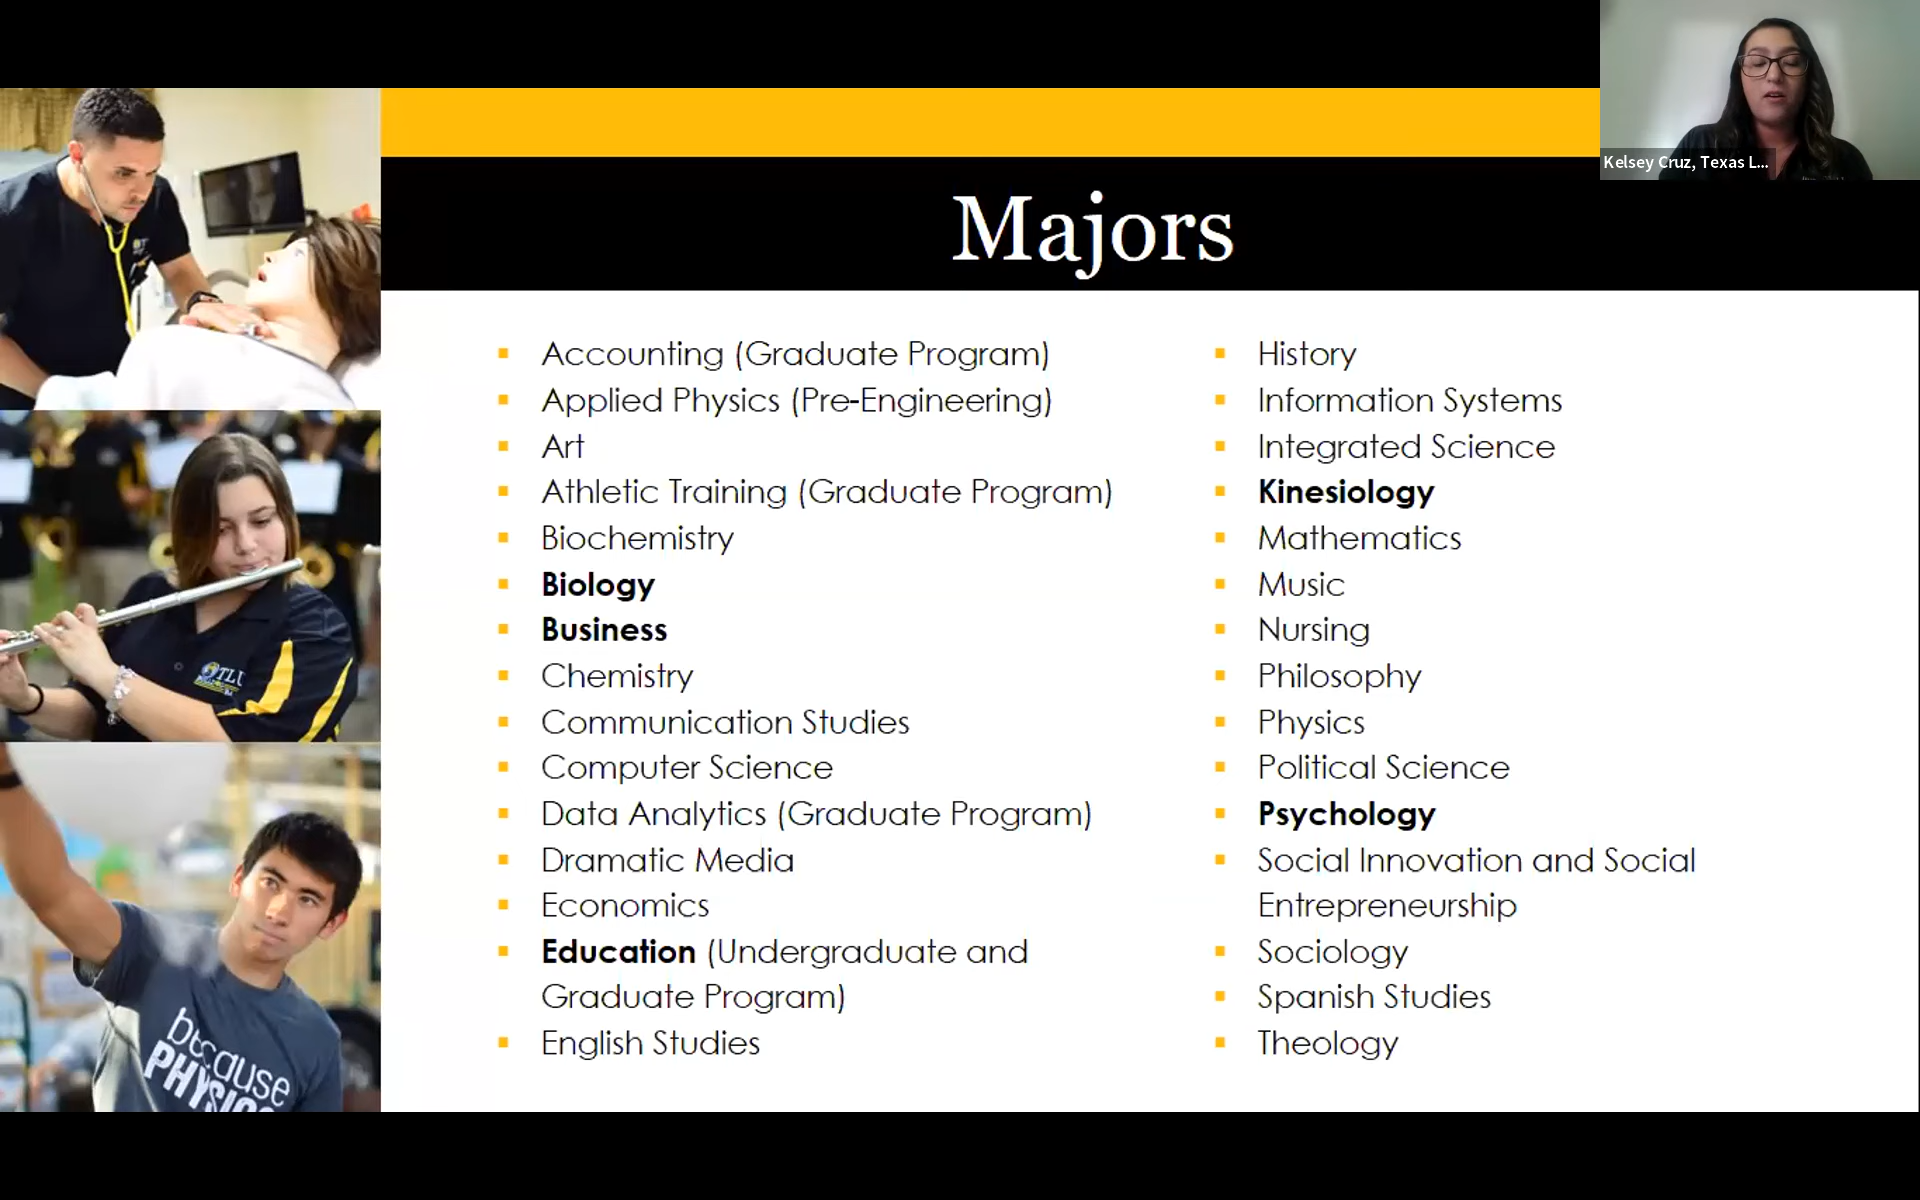 Kelsey Cruz, Texas L...
Majors
Accounting (Graduate Program)
Applied Physics (Pre-Engineering)
Art
Athletic Training (Graduate Program)
Biochemistry
Biology
Business
Chemistry
Communication Studies
Computer Science
Data Analytics (Graduate Program)
Dramatic Media
Economics
Education (Undergraduate and
Graduate Program)
English Studies
History
Information Systems
Integrated Science
Kinesiology
Mathematics
Music
Nursing
Philosophy
Physics
Political Science
Psychology
Social Innovation and Social
Entrepreneurship
Sociology
Spanish Studies
Theology
TLU
because
PHYSICS